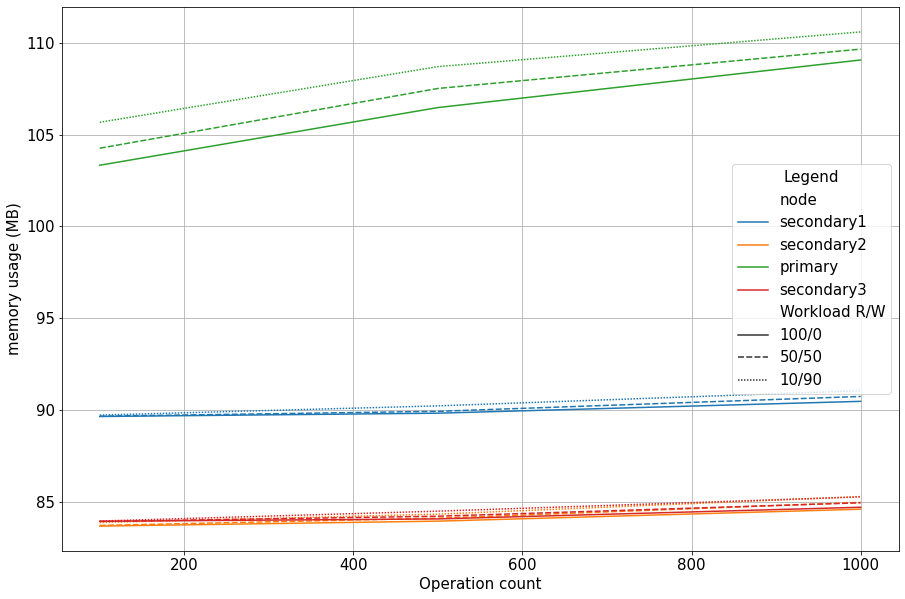 110
105
100
95
90
85
memory usage (MB)
Legend
node
secondary1
secondary2
primary
secondary3
Workload R/W
100/0
50/50
10/90
200
400
600
800
1000
Operation count